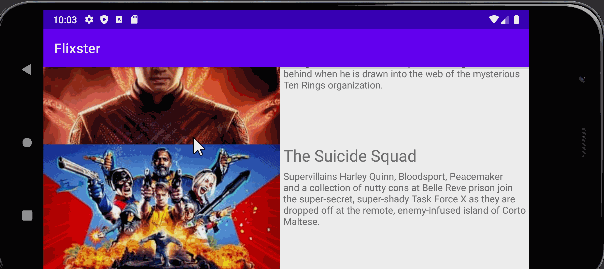 10:03
Flixster
behind when he is drawn into the web of the mysterious
Ten Rings organization.
The Suicide Squad
Supervillains Harley Quinn, Bloodsport, Peacemaker
and a collection of nutty cons at Belle Reve prison join
the super-secret, super-shady Task Force X as they are
dropped off at the remote, enemy-infused island of Corto
Maltese.